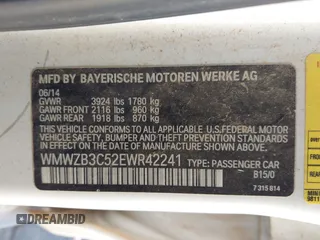 MFD BY BAYERISCHE MOTOREN WERKE AG
06/14
GVWR 3924 lbs 1780 kg
GAWR FRONT 2116 lbs 960 kg
GAWR REAR 1918 lbs 870 kg
THIS VEHICLE CONFORMS TO ALL APPLICABLE U.S. FEDERAL MOTOR
VEHICLE SAFETY, BUMPER, AND THEFT PREVENTION STANDARDS IN
EFFECT ON THE DATE OF MANUFACTURE SHOWN ABOVE.
WMWZB3C52EWR42241 TYPE: PASSENGER CAR
B15/0
7 315 814
DREAMBID